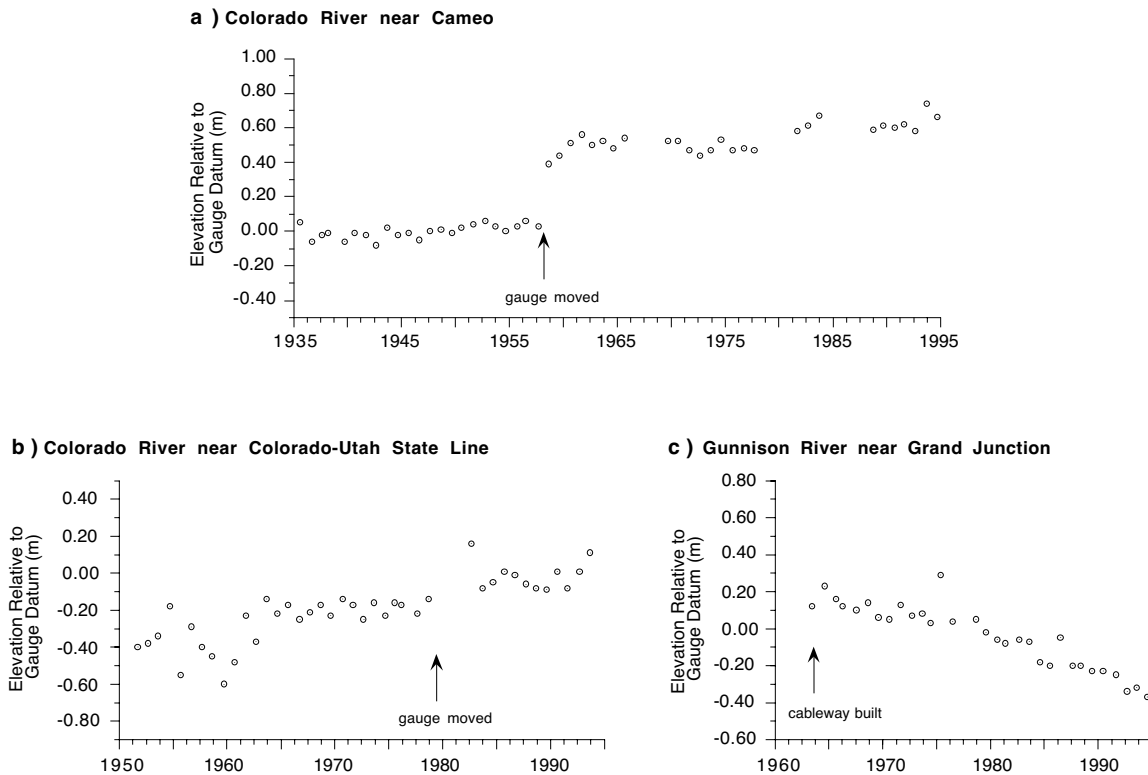 a ) Colorado River near Cameo
Elevation Relative to
Gauge Datum (m)
1.00
0.80
0.60
0.40
0.20
0.00
-0.20
-0.40
gauge moved
1935 1945 1955 1965 1975 1985 1995
b ) Colorado River near Colorado-Utah State Line
Elevation Relative to
Gauge Datum (m)
0.40
0.20
0.00
-0.20
-0.40
-0.60
-0.80
gauge moved
1950 1960 1970 1980 1990
c ) Gunnison River near Grand Junction
Elevation Relative to
Gauge Datum (m)
0.80
0.60
0.40
0.20
0.00
-0.20
-0.40
-0.60
cableway built
1960 1970 1980 1990